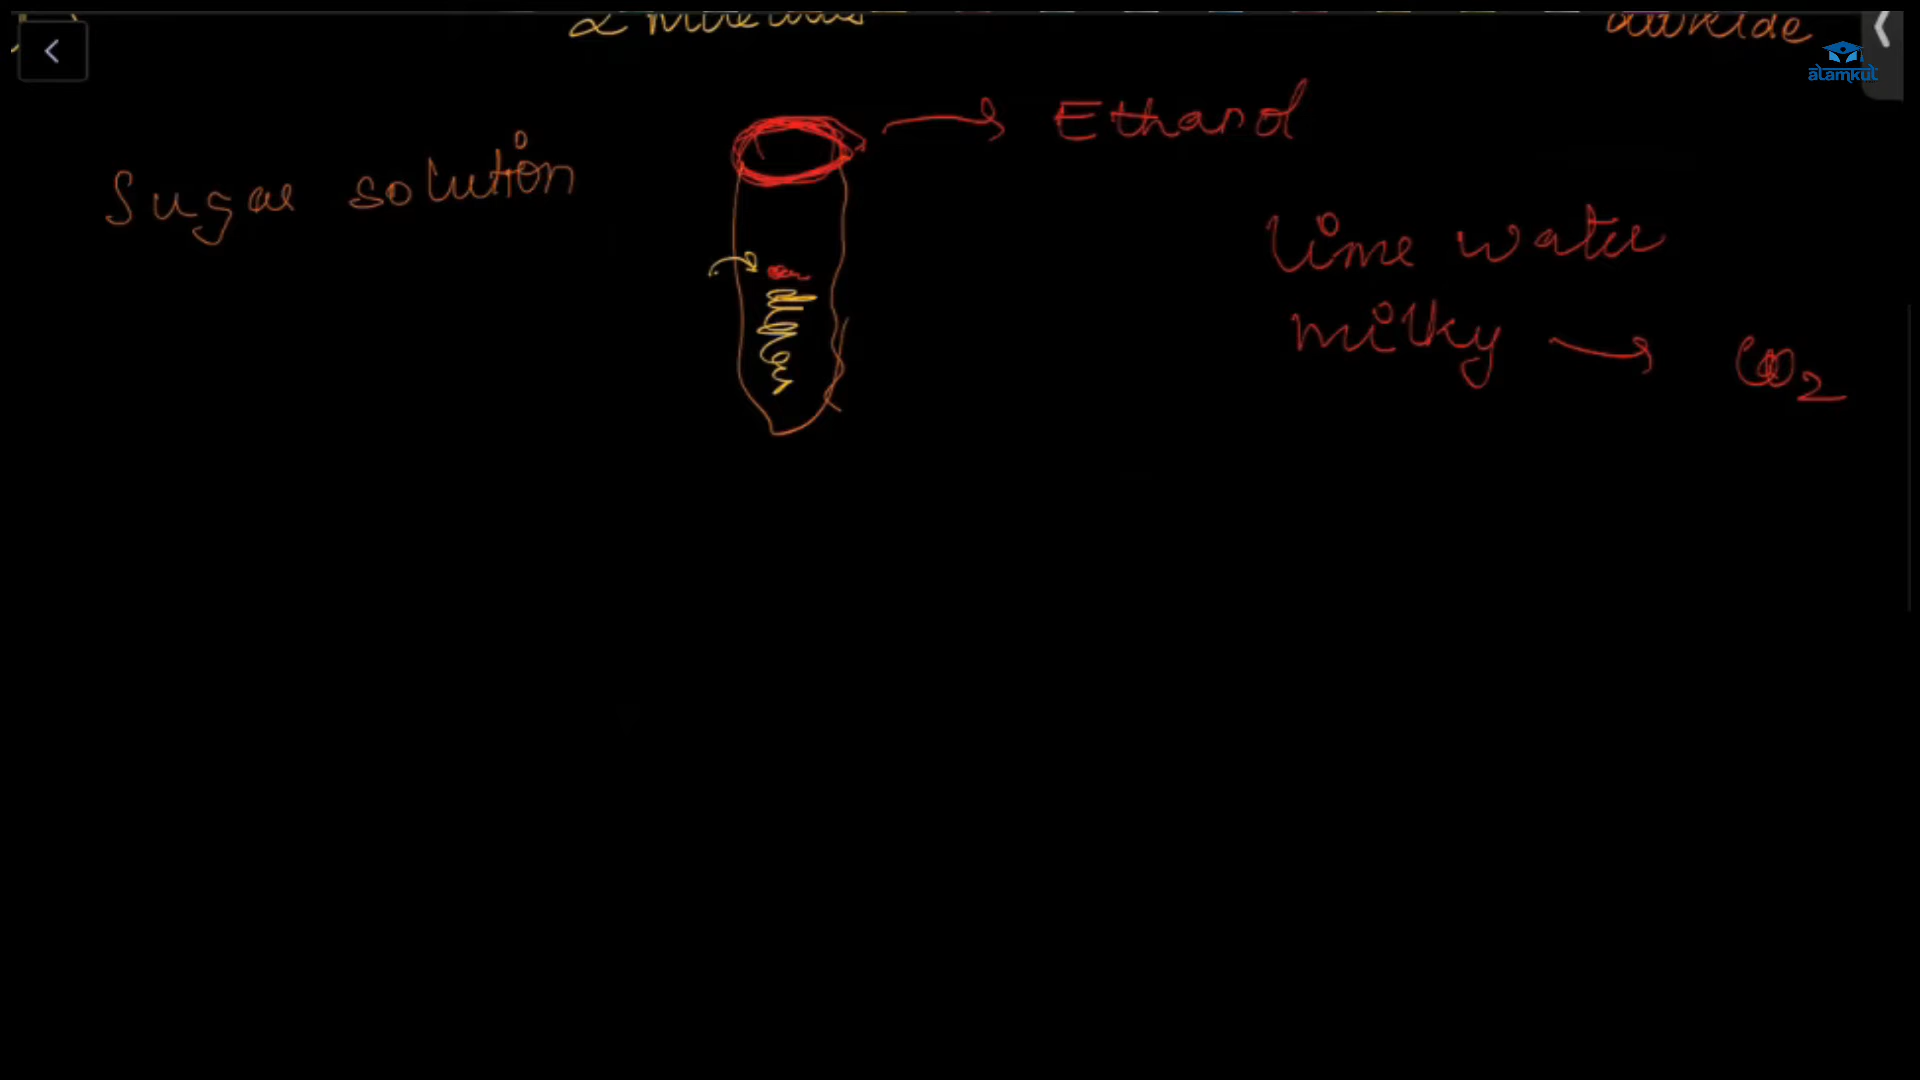 Ethanol
alamkul
Sugar solution
lime water
milky → CO2